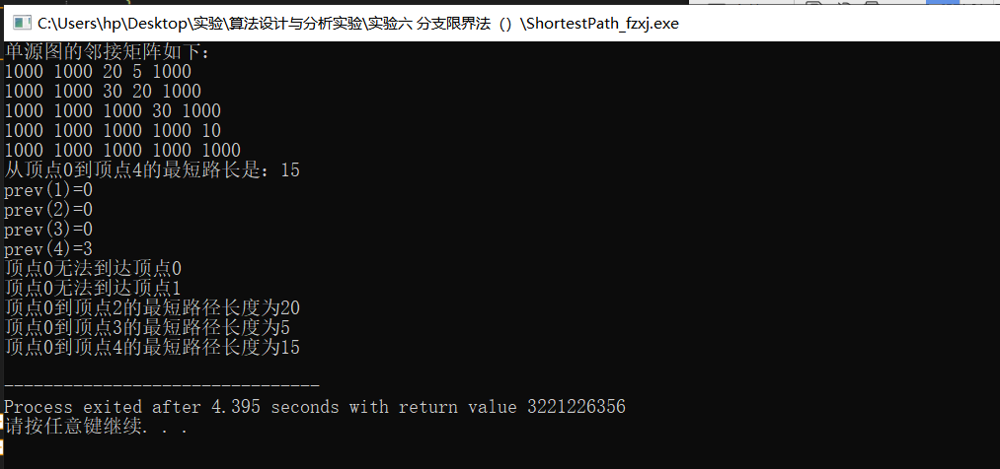 C:\Users\hp\Desktop\实验\算法设计与分析实验\实验六 分支限界法（）\ShortestPath_fzxj.exe
单源图的邻接矩阵如下：
1000 1000 20 5 1000
1000 1000 30 20 1000
1000 1000 1000 30 1000
1000 1000 1000 1000 10
1000 1000 1000 1000 1000
从顶点0到顶点4的最短路长是：15
prev(1)=0
prev(2)=0
prev(3)=0
prev(4)=3
顶点0无法到达顶点0
顶点0无法到达顶点1
顶点0到顶点2的最短路径长度为20
顶点0到顶点3的最短路径长度为5
顶点0到顶点4的最短路径长度为15
--------------------------------
Process exited after 4.395 seconds with return value 3221226356
请按任意键继续. . .